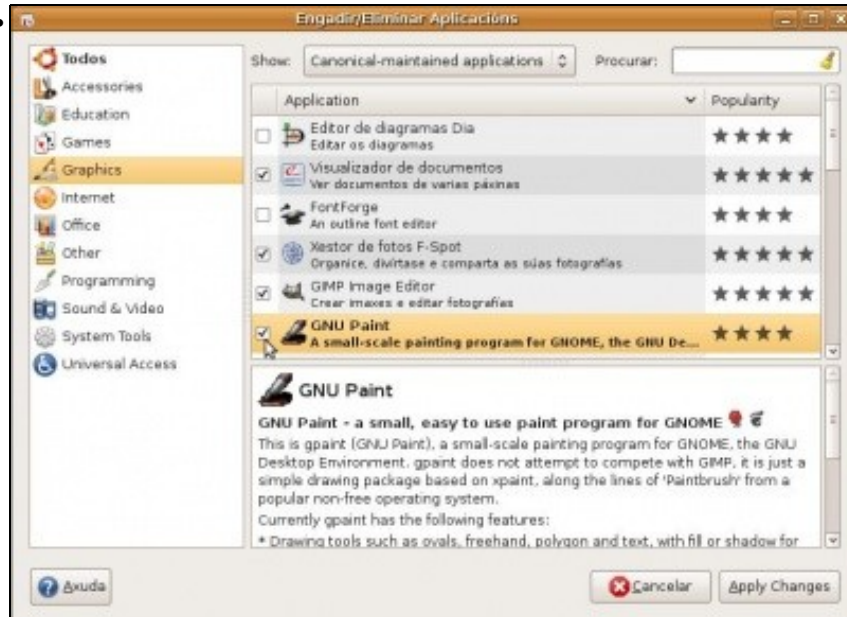 Engadir/Eliminar Aplicacións
Todos
Accessories
Education
Games
Graphics
Internet
Office
Other
Programming
Sound & Video
System Tools
Universal Access
Show: Canonical-maintained applications Procurar:
Application Popularity
Editor de diagramas Dia
Editar os diagramas
Visualizador de documentos
Ver documentos de varias páxinas
FontForge
An outline font editor
Xestor de fotos F-Spot
Organice, divírtase e comparta as súas fotografías
GIMP Image Editor
Crear imaxes e editar fotografías
GNU Paint
A small-scale painting program for GNOME, the GNU De...
GNU Paint
GNU Paint - a small, easy to use paint program for GNOME
This is gpaint (GNU Paint), a small-scale painting program for GNOME, the GNU
Desktop Environment. gpaint does not attempt to compete with GIMP, it is just a
simple drawing package based on xpaint, along the lines of 'Paintbrush' from a
popular non-free operating system.
Currently gpaint has the following features:
* Drawing tools such as ovals, freehand, polygon and text, with fill or shadow for
Axuda
Cancelar
Apply Changes